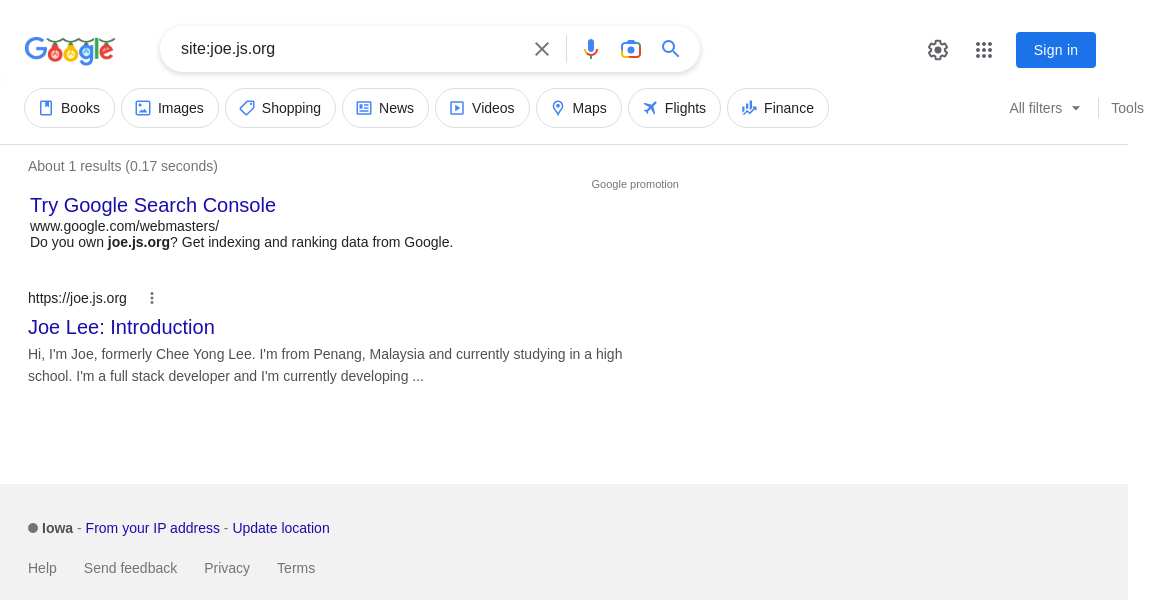 Google
site:joe.js.org
Sign in
Books Images Shopping News Videos Maps Flights Finance All filters Tools
About 1 results (0.17 seconds)
Google promotion
Try Google Search Console
www.google.com/webmasters/
Do you own joe.js.org? Get indexing and ranking data from Google.
https://joe.js.org
Joe Lee: Introduction
Hi, I'm Joe, formerly Chee Yong Lee. I'm from Penang, Malaysia and currently studying in a high
school. I'm a full stack developer and I'm currently developing ...
Iowa - From your IP address - Update location
Help Send feedback Privacy Terms